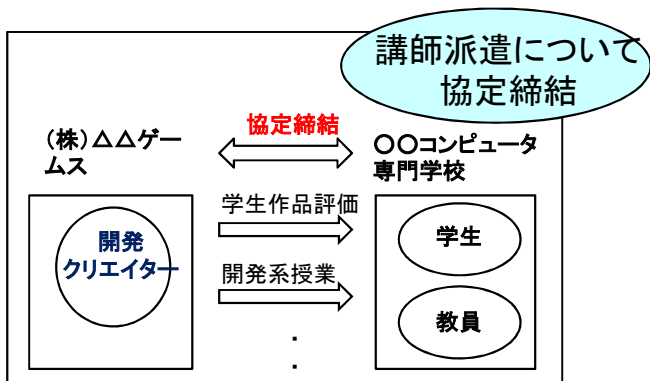 講師派遣について
協定締結
(株)△△ゲー
ムス
協定締結
〇〇コンピュータ
専門学校
学生作品評価
開発系授業
・
・
開発
クリエイター
学生
教員